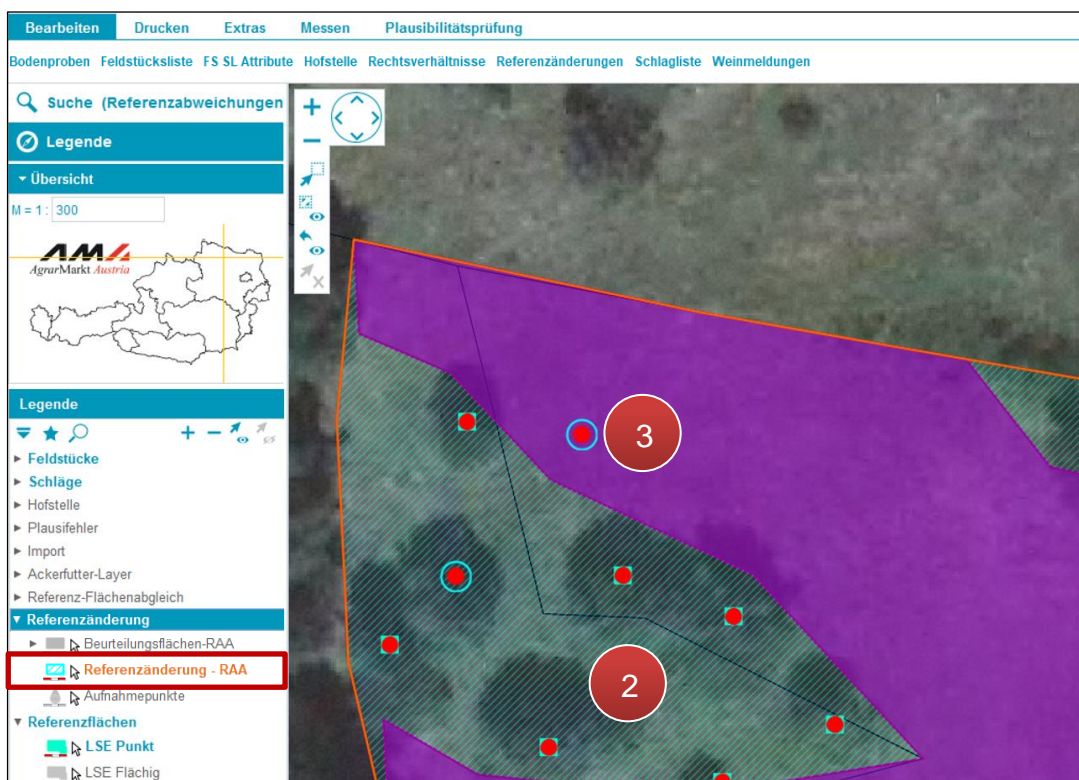 Bearbeiten Drucken Extras Messen Plausibilitätsprüfung
Bodenproben Feldstücksliste FS SL Attribute Hofstelle Rechtsverhältnisse Referenzänderungen Schlagliste Weinmeldungen
Suche (Referenzabweichungen
Legende
Übersicht
M = 1 : 300
AMA
AgrarMarkt Austria
Legende
Feldstücke
Schläge
Hofstelle
Plausifehler
Import
Ackerfutter-Layer
Referenz-Flächenabgleich
Referenzänderung
Beurteilungsflächen-RAA
Referenzänderung - RAA
Aufnahmepunkte
Referenzflächen
LSE Punkt
LSE Flächig
3
2